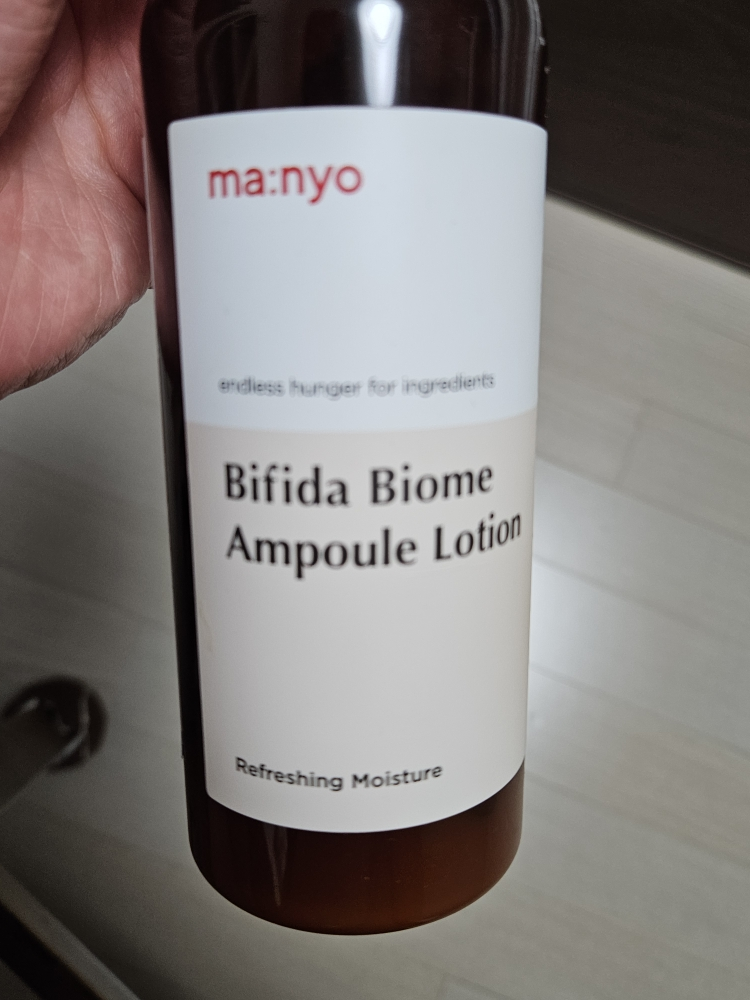 ma:nyo
endless hunger for ingredients
Bifida Biome
Ampoule Lotion
Refreshing Moisture